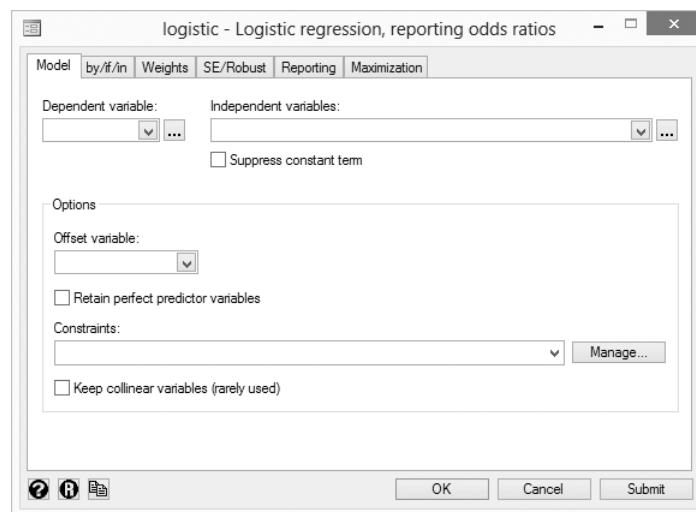 logistic - Logistic regression, reporting odds ratios
Model by/if/in Weights SE/Robust Reporting Maximization
Dependent variable: Independent variables:
...
...
Suppress constant term
Options
Offset variable:
Retain perfect predictor variables
Constraints:
Manage...
Keep collinear variables (rarely used)
? R OK Cancel Submit